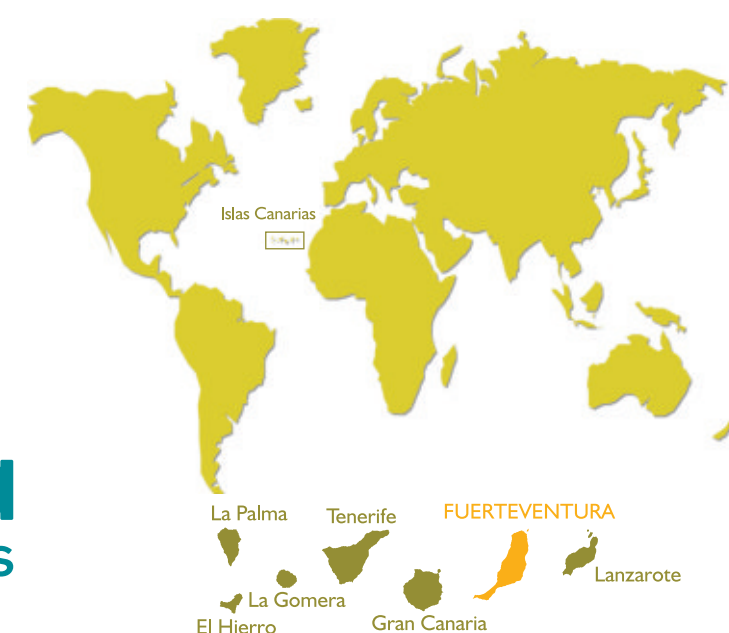 Islas Canarias
La Palma
Tenerife
FUERTEVENTURA
Lanzarote
La Gomera
El Hierro
Gran Canaria